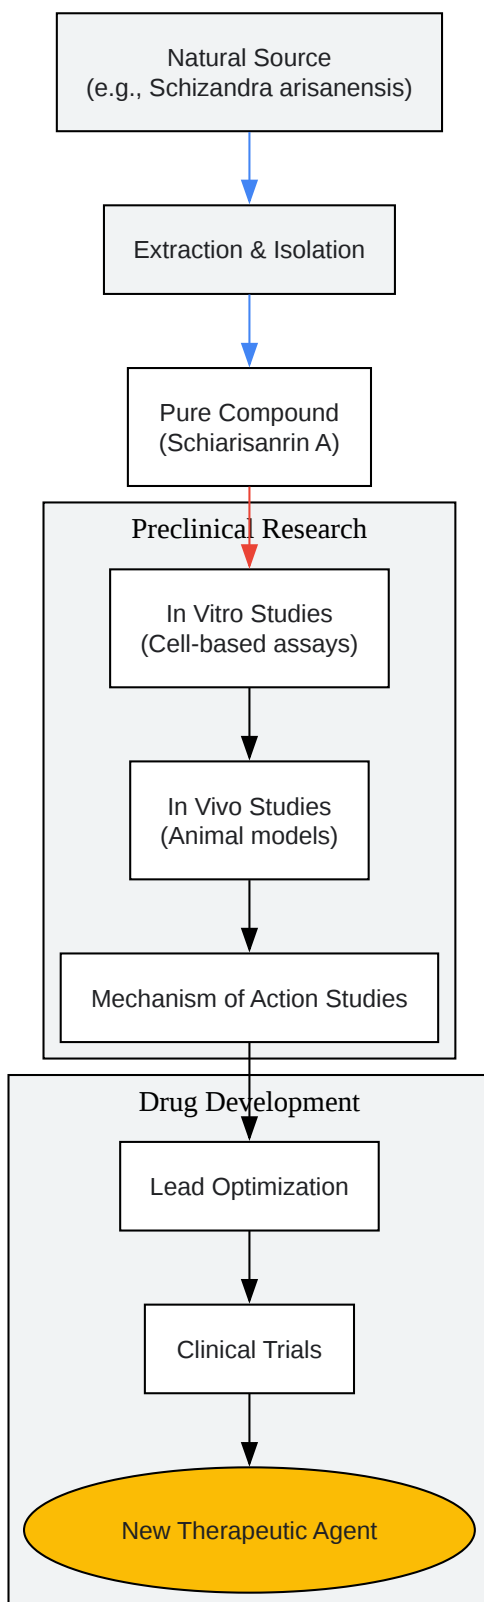 Natural Source
(e.g., Schizandra arisanensis)
Extraction & Isolation
Pure Compound
(Schiarisanrin A)
Preclinical Research
In Vitro Studies
(Cell-based assays)
In Vivo Studies
(Animal models)
Mechanism of Action Studies
Drug Development
Lead Optimization
Clinical Trials
New Therapeutic Agent